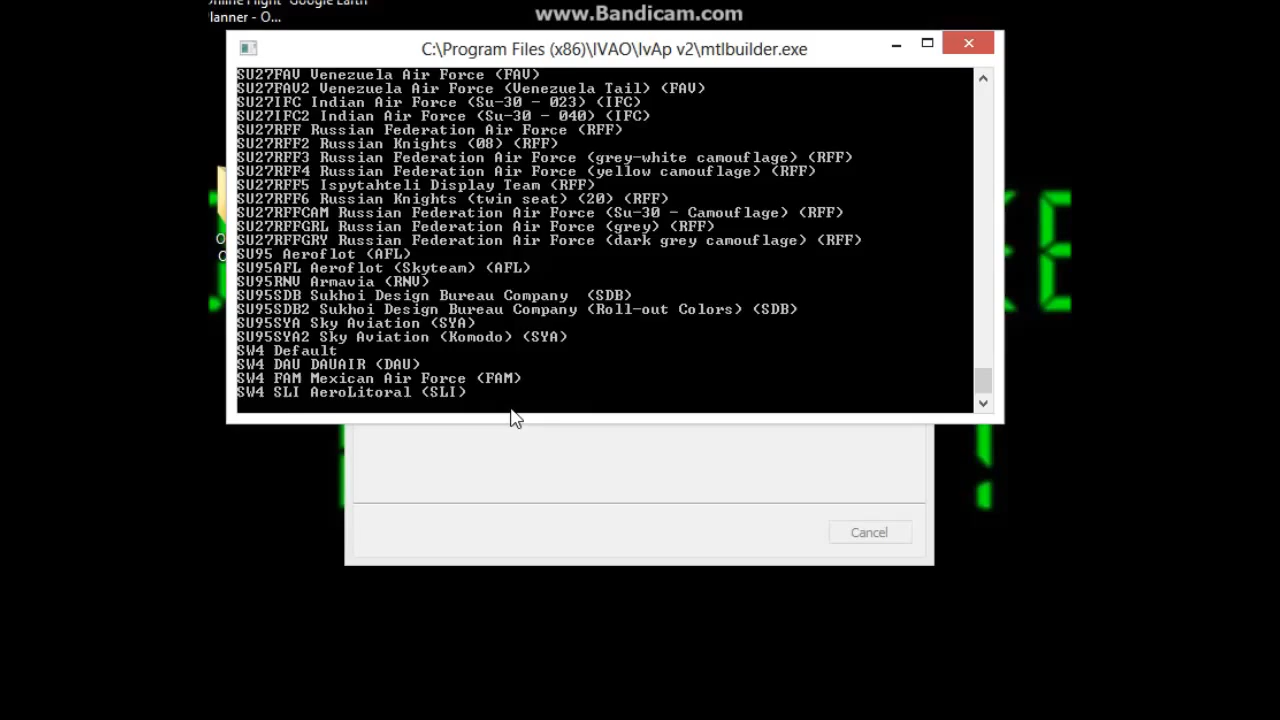 nline Flight Google Earth
lanner - O...
www.Bandicam.com
C:\Program Files (x86)\IVAO\IvAp v2\mtlbuilder.exe
SU27FAV Venezuela Air Force (FAV)
SU27FAV2 Venezuela Air Force (Venezuela Tail) (FAV)
SU27IFC Indian Air Force (Su-30 - 023) (IFC)
SU27IFC2 Indian Air Force (Su-30 - 040) (IFC)
SU27RFF Russian Federation Air Force (RFF)
SU27RFF2 Russian Knights (08) (RFF)
SU27RFF3 Russian Federation Air Force (grey-white camouflage) (RFF)
SU27RFF4 Russian Federation Air Force (yellow camouflage) (RFF)
SU27RFF5 Ispytahteli Display Team (RFF)
SU27RFF6 Russian Knights (twin seat) (20) (RFF)
SU27RFFCAM Russian Federation Air Force (Su-30 - Camouflage) (RFF)
SU27RFFGRL Russian Federation Air Force (grey) (RFF)
SU27RFFGRY Russian Federation Air Force (dark grey camouflage) (RFF)
SU95 Aeroflot (AFL)
SU95AFL Aeroflot (Skyteam) (AFL)
SU95RNV Armavia (RNV)
SU95SDB Sukhoi Design Bureau Company  (SDB)
SU95SDB2 Sukhoi Design Bureau Company (Roll-out Colors) (SDB)
SU95SYA Sky Aviation (SYA)
SU95SYA2 Sky Aviation (Komodo) (SYA)
SW4 Default
SW4 DAU DAUAIR (DAU)
SW4 FAM Mexican Air Force (FAM)
SW4 SLI AeroLitoral (SLI)
Cancel